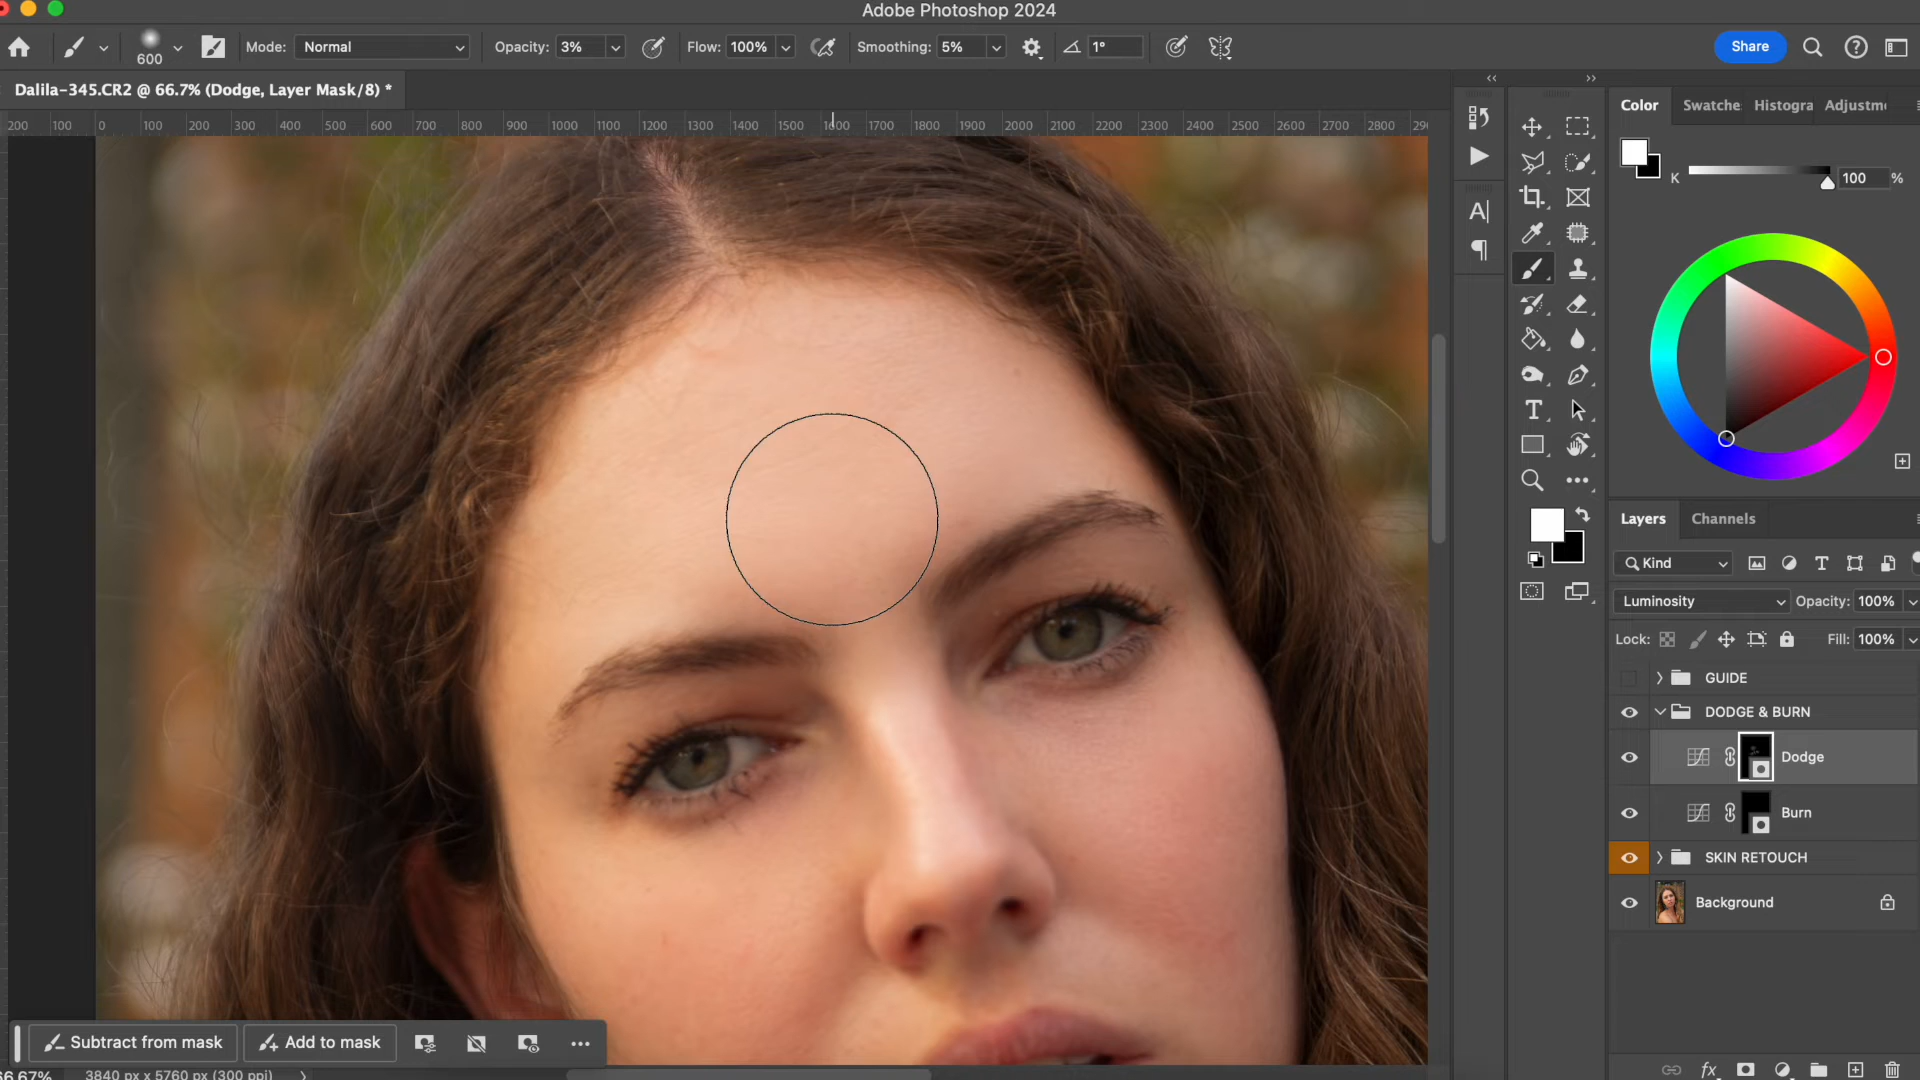 Adobe Photoshop 2024
600
Mode: Normal
Opacity: 3%
Flow: 100%
Smoothing: 5%
1°
Share
Dalila-345.CR2 @ 66.7% (Dodge, Layer Mask/8) *
200 100 0 100 200 300 400 500 600 700 800 900 1000 1100 1200 1300 1400 1500 1600 1700 1800 1900 2000 2100 2200 2300 2400 2500 2600 2700 2800 290
Color Swatche Histogra Adjustm
K 100 %
Layers Channels
Kind
Luminosity Opacity: 100%
Lock: Fill: 100%
GUIDE
DODGE & BURN
Dodge
Burn
SKIN RETOUCH
Background
Subtract from mask
Add to mask
66.67% 3840 px x 5760 px (300 ppi)
fx